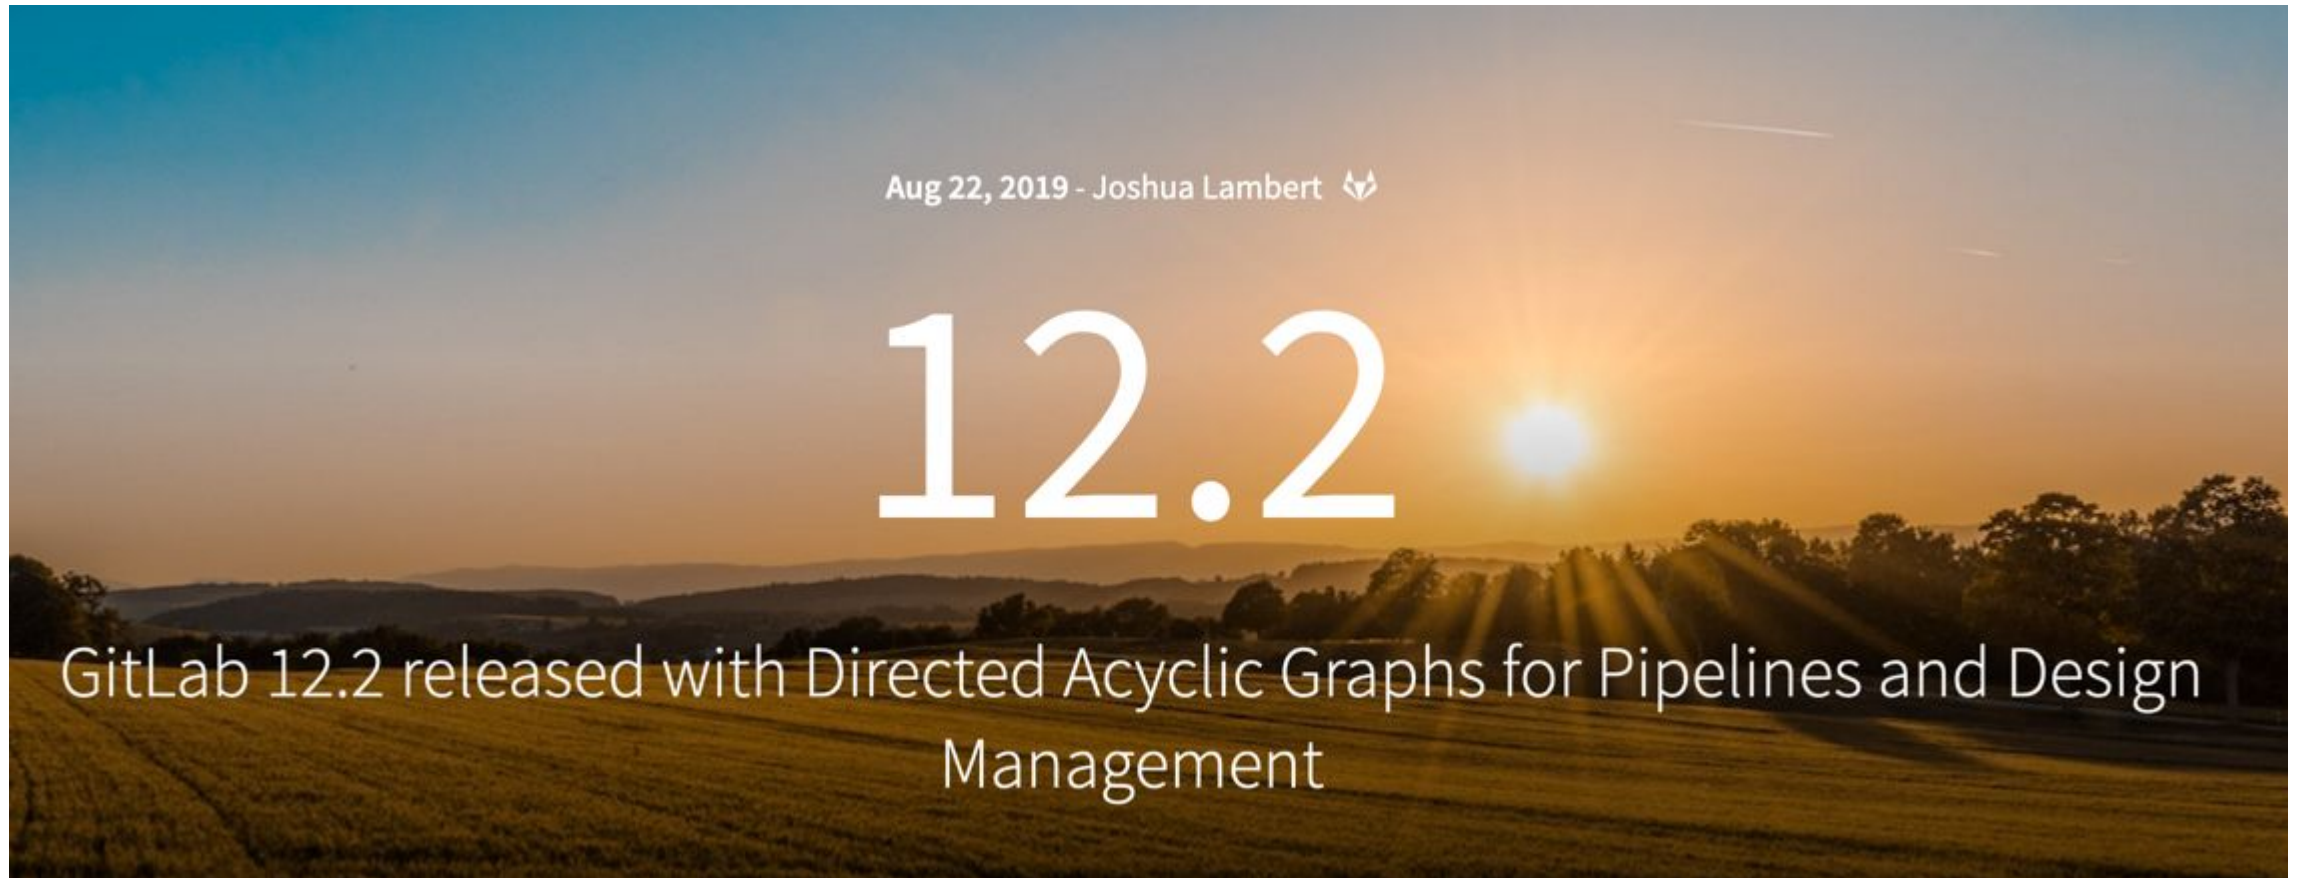 Aug 22, 2019 - Joshua Lambert
12.2
GitLab 12.2 released with Directed Acyclic Graphs for Pipelines and Design
Management